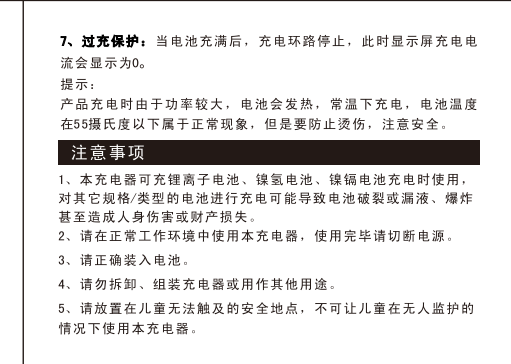 7、过充保护：当电池充满后，充电环路停止，此时显示屏充电电
流会显示为0。
提示：
产品充电时由于功率较大，电池会发热，常温下充电，电池温度
在55摄氏度以下属于正常现象，但是要防止烫伤，注意安全。
注意事项
1、本充电器可充锂离子电池、镍氢电池、镍镉电池充电时使用，
对其它规格/类型的电池进行充电可能导致电池破裂或漏液、爆炸
甚至造成人身伤害或财产损失。
2、请在正常工作环境中使用本充电器，使用完毕请切断电源。
3、请正确装入电池。
4、请勿拆卸、组装充电器或用作其他用途。
5、请放置在儿童无法触及的安全地点，不可让儿童在无人监护的
情况下使用本充电器。